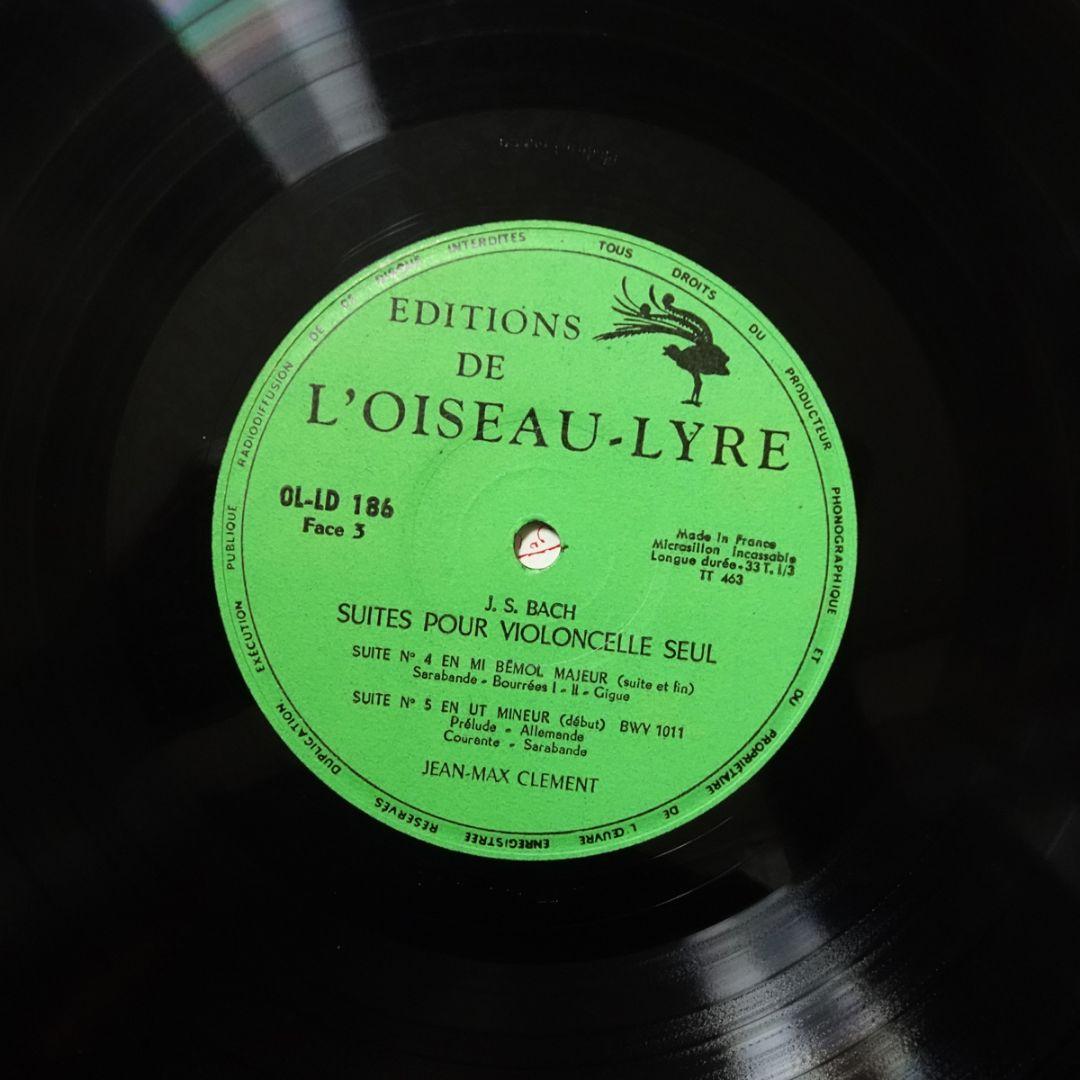 TOUS DROITS DU PRODUCTEUR PHONOGRAPHIQUE ET DU PROPRIÉTAIRE DE L'ŒUVRE ENREGISTRÉE RÉSERVÉS DUPLICATION, EXÉCUTION PUBLIQUE RADIODIFFUSION DE CE DISQUE INTERDITES
EDITIONS
DE
L'OISEAU-LYRE
OL-LD 186
Face 3
Made in France
Microsillon incassable
Longue durée - 33 T. 1/3
TT 463
J. S. BACH
SUITES POUR VIOLONCELLE SEUL
SUITE N° 4 EN MI BÉMOL MAJEUR (suite et fin)
Sarabande - Bourrées I - II - Gigue
SUITE N° 5 EN UT MINEUR (début) BWV 1011
Prélude - Allemande
Courante - Sarabande
JEAN-MAX CLEMENT